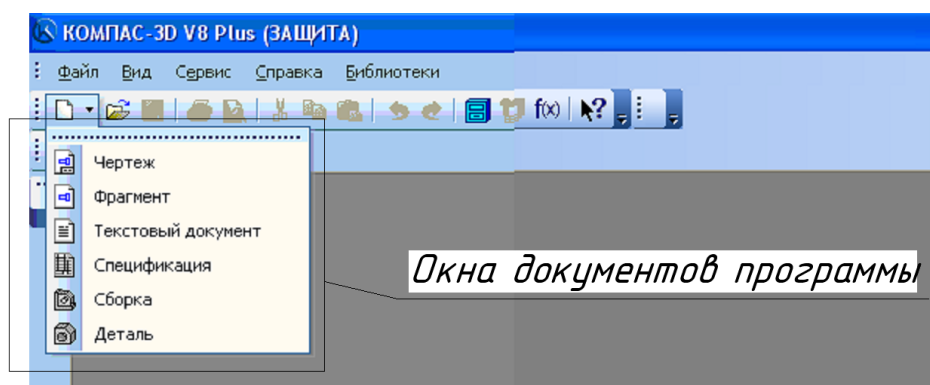 КОМПАС-3D V8 Plus (ЗАЩИТА)
Файл Вид Сервис Справка Библиотеки
f(x) ?
Чертеж
Фрагмент
Текстовый документ
Спецификация
Сборка
Деталь
Окна документов программы